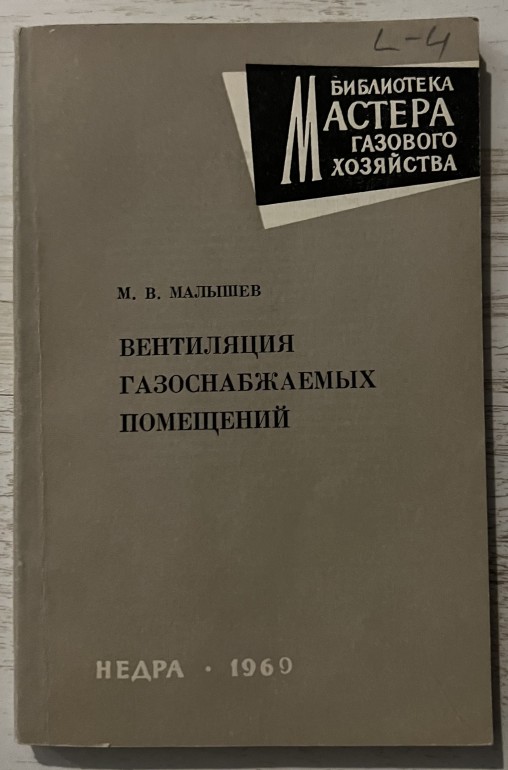 L-4
БИБЛИОТЕКА
МАСТЕРА
ГАЗОВОГО
ХОЗЯЙСТВА
М. В. МАЛЫШЕВ
ВЕНТИЛЯЦИЯ
ГАЗОСНАБЖАЕМЫХ
ПОМЕЩЕНИЙ
НЕДРА · 1969